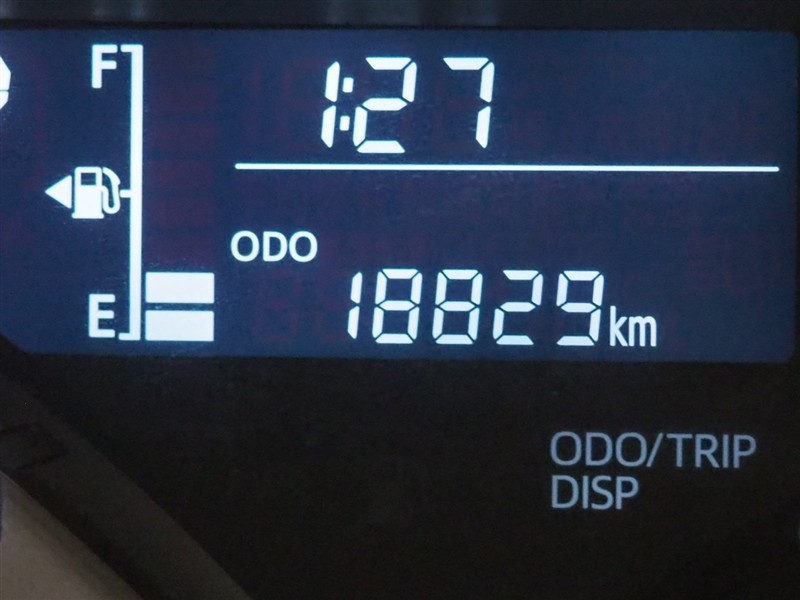 F
1:27
ODO
E
18829km
ODO/TRIP
DISP